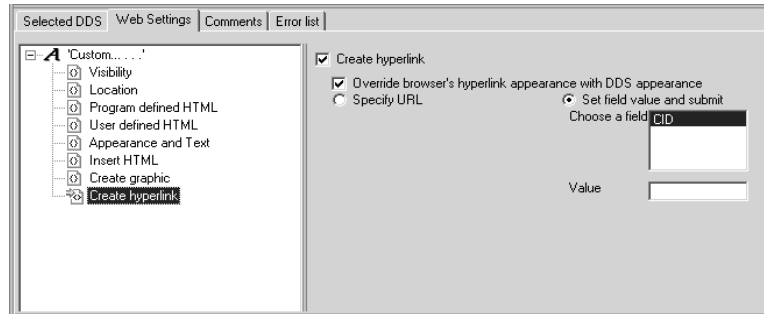 Selected DDS Web Settings Comments Error list
'Custom... . . .'
Visibility
Location
Program defined HTML
User defined HTML
Appearance and Text
Insert HTML
Create graphic
Create hyperlink
Create hyperlink
Override browser's hyperlink appearance with DDS appearance
Specify URL Set field value and submit
Choose a field CID
Value